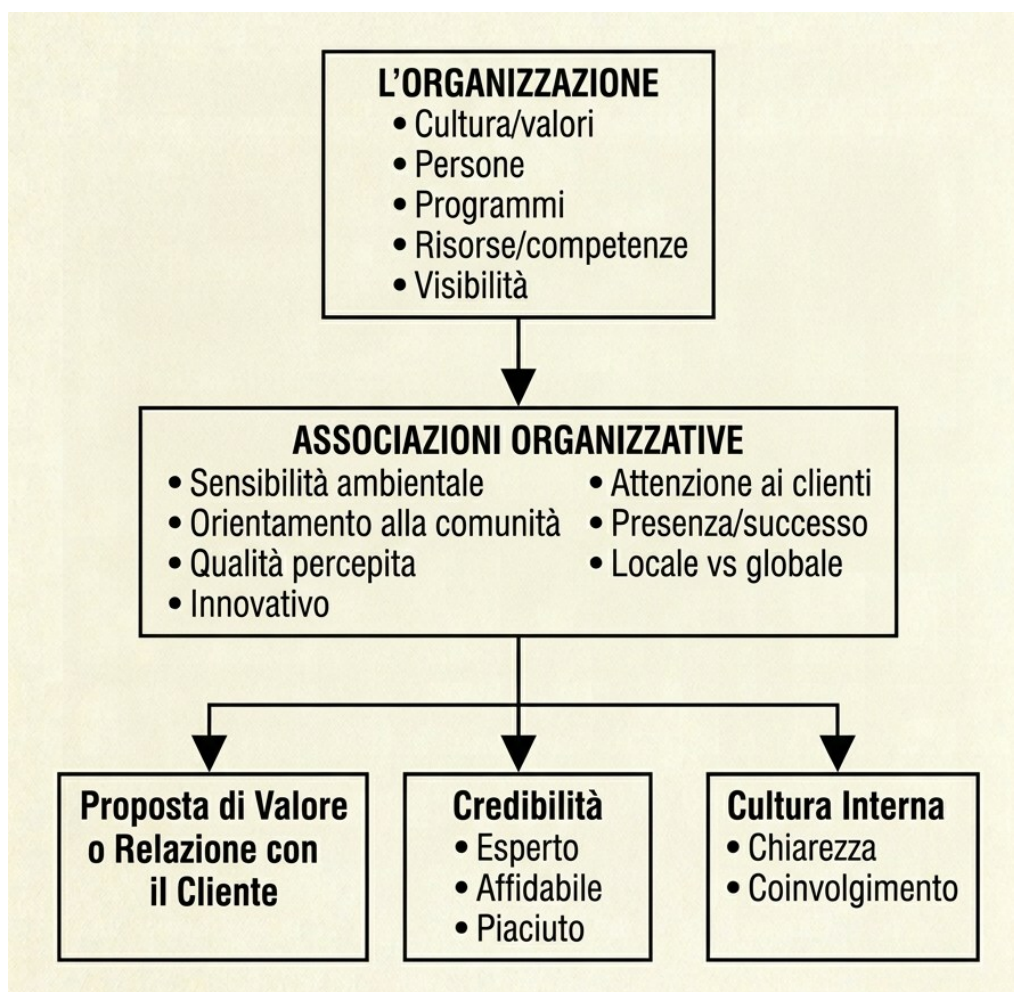 L'ORGANIZZAZIONE
• Cultura/valori
• Persone
• Programmi
• Risorse/competenze
• Visibilità
ASSOCIAZIONI ORGANIZZATIVE
• Sensibilità ambientale
• Orientamento alla comunità
• Qualità percepita
• Innovativo
• Attenzione ai clienti
• Presenza/successo
• Locale vs globale
Proposta di Valore
o Relazione con
il Cliente
Credibilità
• Esperto
• Affidabile
• Piaciuto
Cultura Interna
• Chiarezza
• Coinvolgimento